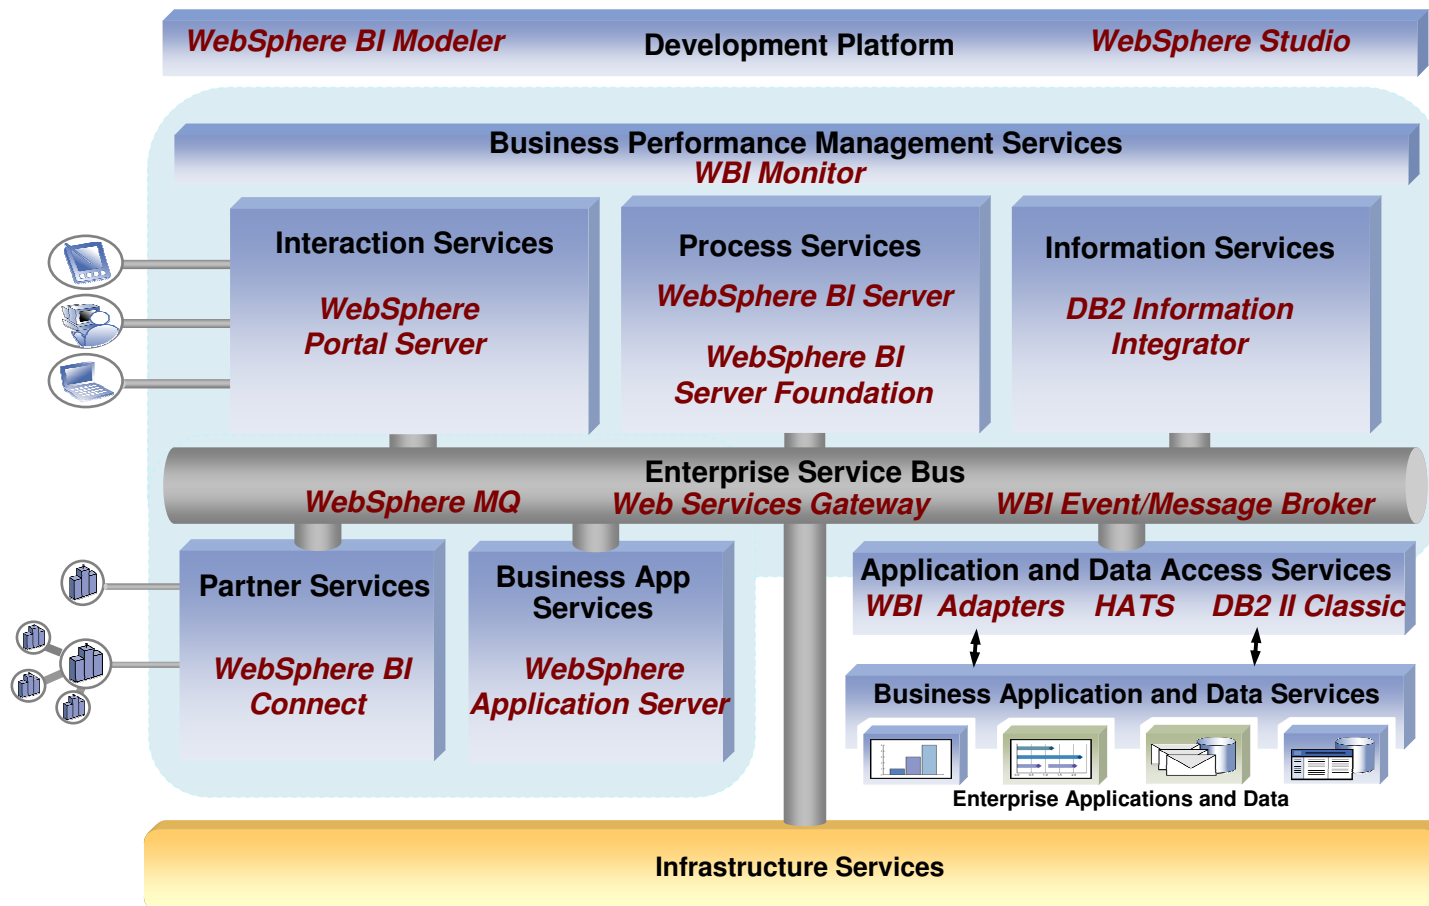 WebSphere BI Modeler
Development Platform
WebSphere Studio
Business Performance Management Services
WBI Monitor
Interaction Services
WebSphere
Portal Server
Process Services
WebSphere BI Server
WebSphere BI
Server Foundation
Information Services
DB2 Information
Integrator
Enterprise Service Bus
WebSphere MQ
Web Services Gateway
WBI Event/Message Broker
Partner Services
WebSphere BI
Connect
Business App
Services
WebSphere
Application Server
Application and Data Access Services
WBI Adapters HATS DB2 II Classic
Business Application and Data Services
Enterprise Applications and Data
Infrastructure Services